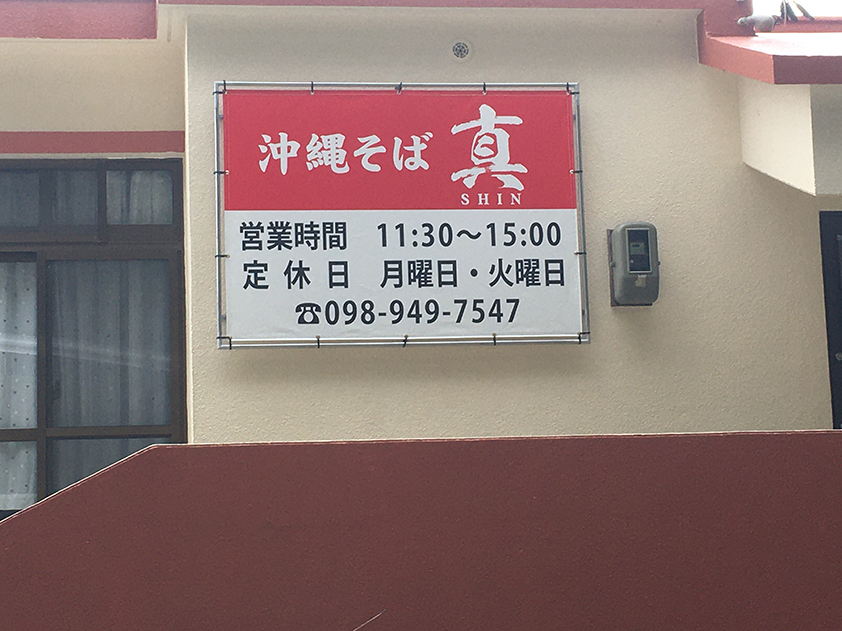 沖縄そば 真
SHIN
営業時間 11:30～15:00
定休日 月曜日・火曜日
☎098-949-7547